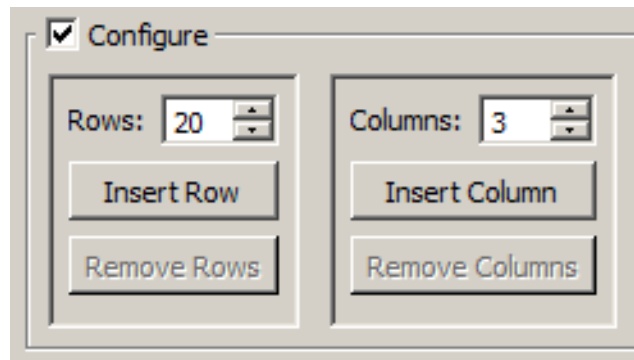 Configure
Rows: 20
Insert Row
Remove Rows
Columns: 3
Insert Column
Remove Columns